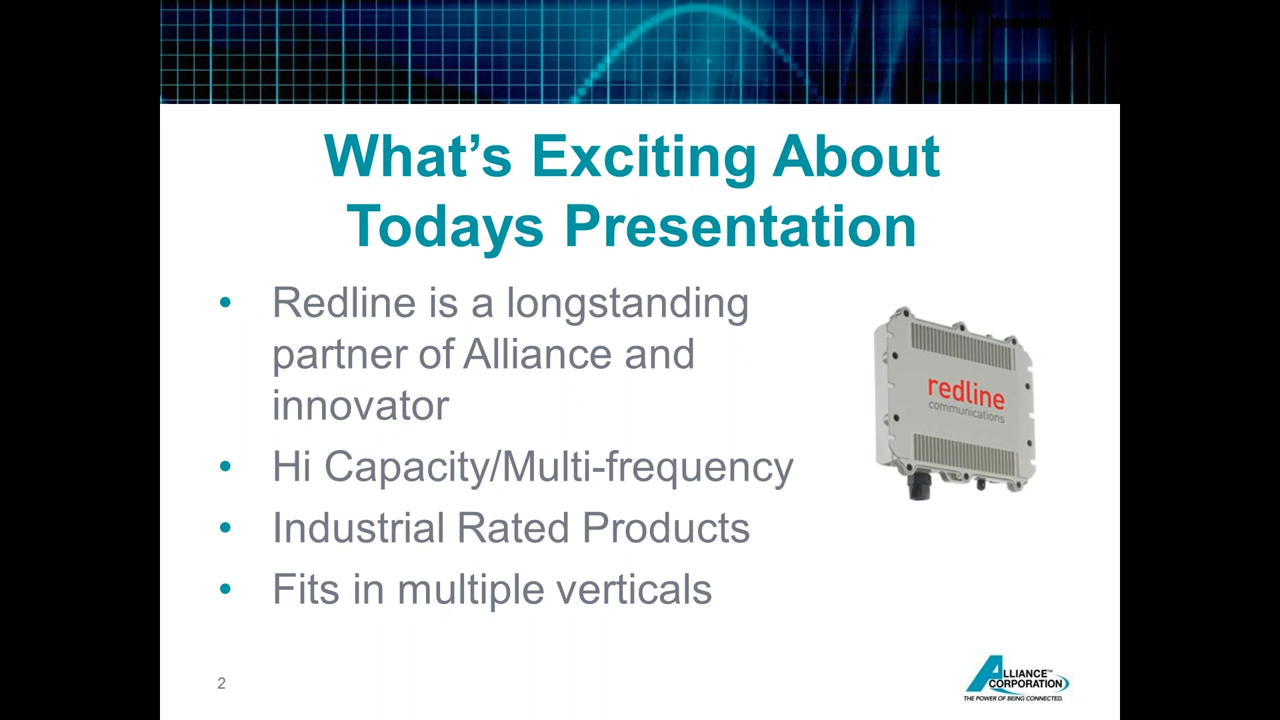 What’s Exciting About
Todays Presentation
• Redline is a longstanding
partner of Alliance and
innovator
• Hi Capacity/Multi-frequency
• Industrial Rated Products
• Fits in multiple verticals
redline
communications
2
ALLIANCE™
CORPORATION
THE POWER OF BEING CONNECTED.